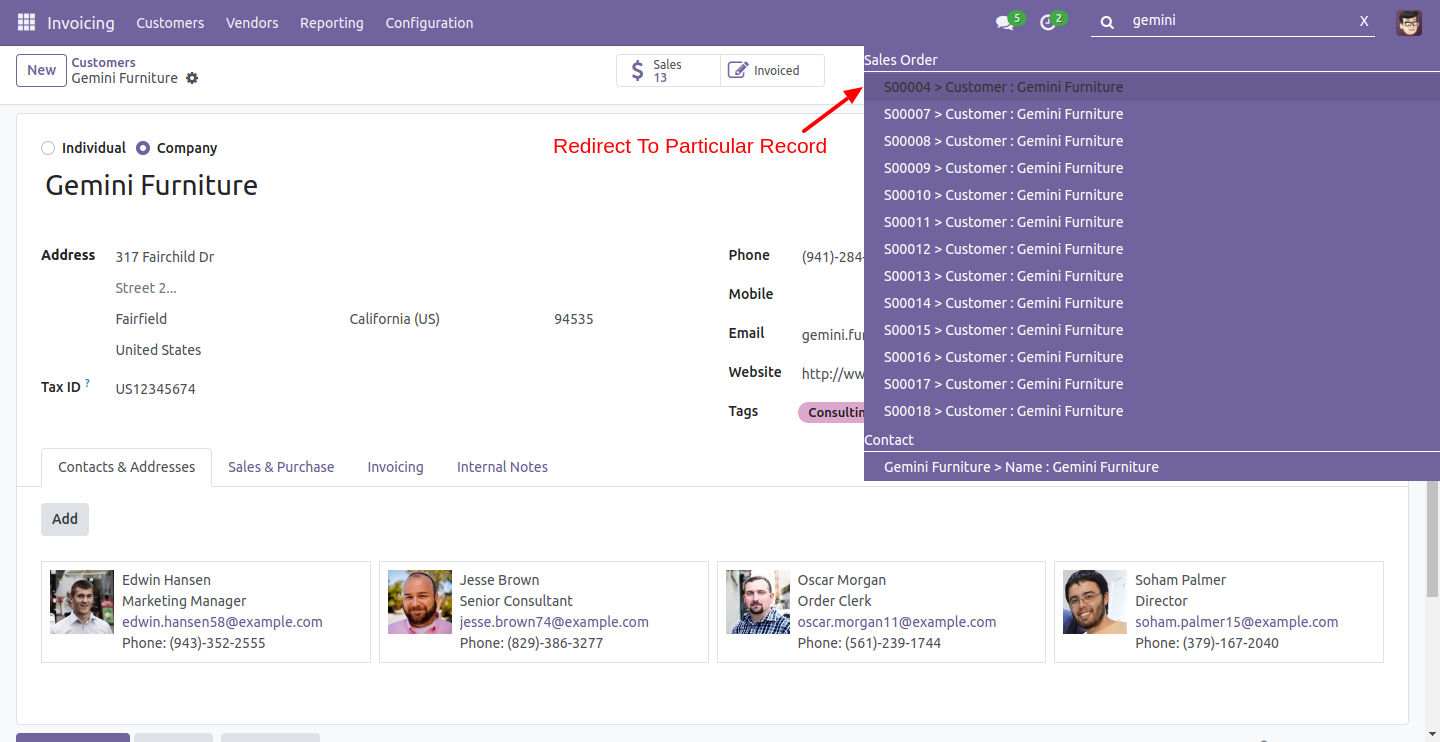 Invoicing Customers Vendors Reporting Configuration 5 2 gemini X
New Customers
Gemini Furniture
Sales
13
Invoiced
Individual Company
Gemini Furniture
Redirect To Particular Record
Address 317 Fairchild Dr
Street 2...
Fairfield California (US) 94535
United States
Tax ID ? US12345674
Phone (941)-284-
Mobile
Email
Website http://ww
Tags
Sales Order
S00004 > Customer : Gemini Furniture
S00007 > Customer : Gemini Furniture
S00008 > Customer : Gemini Furniture
S00009 > Customer : Gemini Furniture
S00010 > Customer : Gemini Furniture
S00011 > Customer : Gemini Furniture
S00012 > Customer : Gemini Furniture
S00013 > Customer : Gemini Furniture
S00014 > Customer : Gemini Furniture
S00015 > Customer : Gemini Furniture
S00016 > Customer : Gemini Furniture
S00017 > Customer : Gemini Furniture
S00018 > Customer : Gemini Furniture
Contact
Gemini Furniture > Name : Gemini Furniture
Contacts & Addresses Sales & Purchase Invoicing Internal Notes
Add
Edwin Hansen
Marketing Manager
edwin.hansen58@example.com
Phone: (943)-352-2555
Jesse Brown
Senior Consultant
jesse.brown74@example.com
Phone: (829)-386-3277
Oscar Morgan
Order Clerk
oscar.morgan11@example.com
Phone: (561)-239-1744
Soham Palmer
Director
soham.palmer15@example.com
Phone: (379)-167-2040